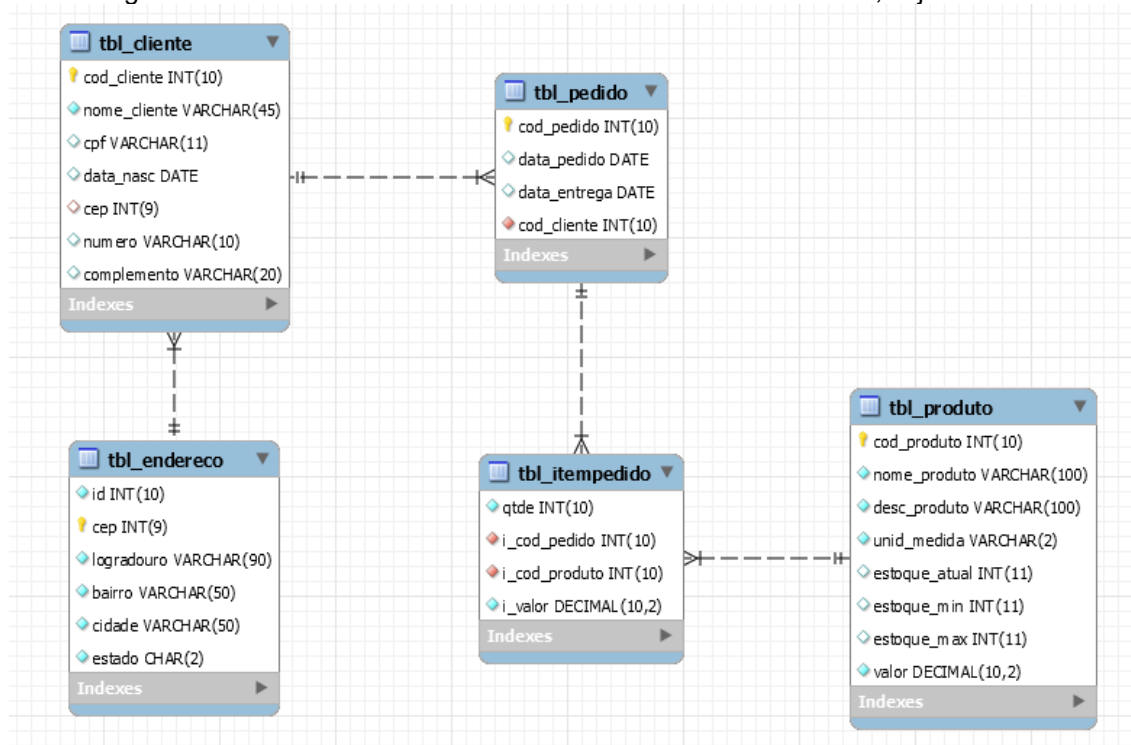 tbl_cliente
cod_cliente INT(10)
nome_cliente VARCHAR(45)
cpf VARCHAR(11)
data_nasc DATE
cep INT(9)
numero VARCHAR(10)
complemento VARCHAR(20)
Indexes
tbl_pedido
cod_pedido INT(10)
data_pedido DATE
data_entrega DATE
cod_cliente INT(10)
Indexes
tbl_endereco
id INT(10)
cep INT(9)
logradouro VARCHAR(90)
bairro VARCHAR(50)
cidade VARCHAR(50)
estado CHAR(2)
Indexes
tbl_itempedido
qtde INT(10)
i_cod_pedido INT(10)
i_cod_produto INT(10)
i_valor DECIMAL(10,2)
Indexes
tbl_produto
cod_produto INT(10)
nome_produto VARCHAR(100)
desc_produto VARCHAR(100)
unid_medida VARCHAR(2)
estoque_atual INT(11)
estoque_min INT(11)
estoque_max INT(11)
valor DECIMAL(10,2)
Indexes